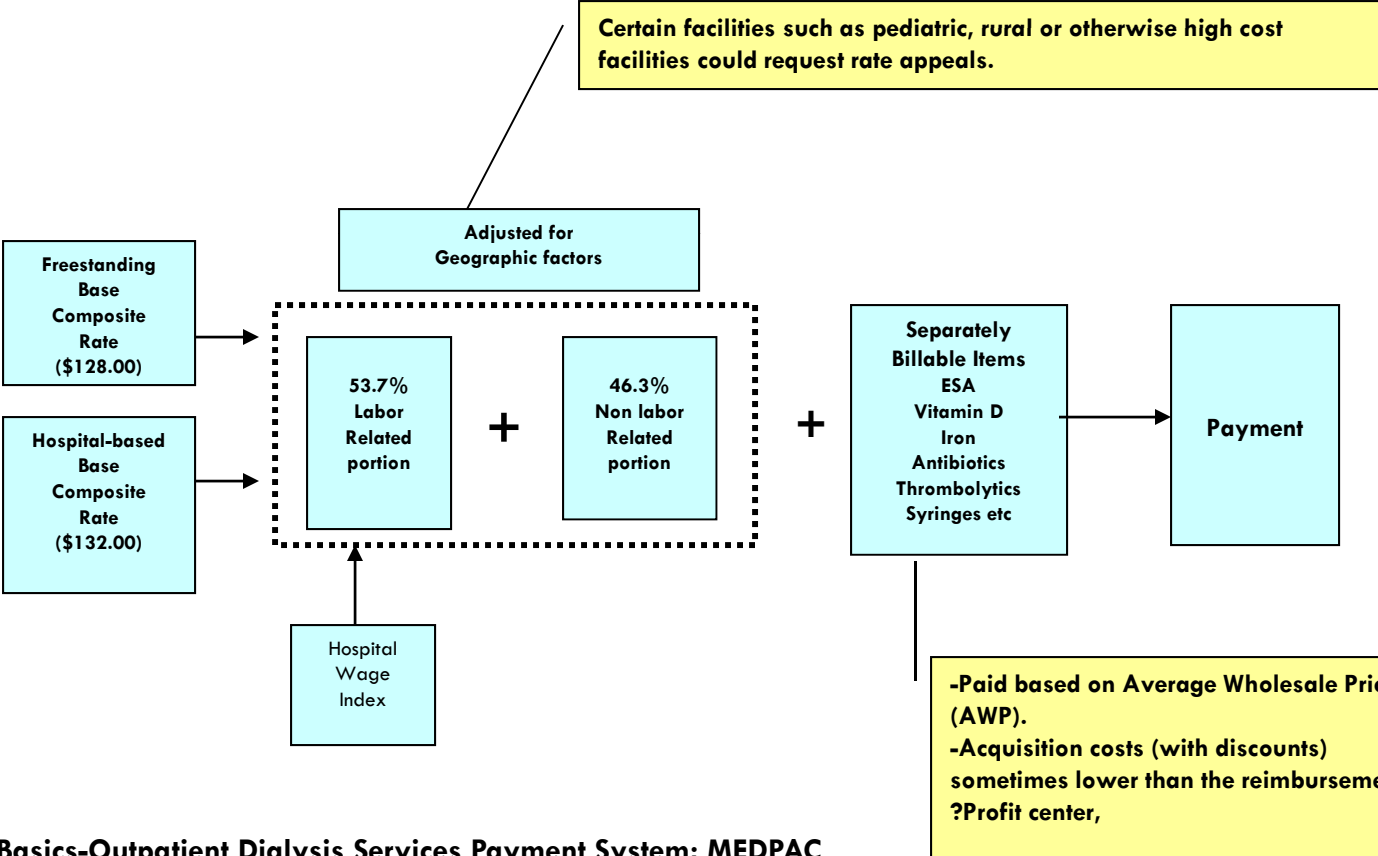 Certain facilities such as pediatric, rural or otherwise high cost
facilities could request rate appeals.
Adjusted for
Geographic factors
Freestanding
Base
Composite
Rate
($128.00)
Hospital-based
Base
Composite
Rate
($132.00)
53.7%
Labor
Related
portion
+
46.3%
Non labor
Related
portion
+
Separately
Billable Items
ESA
Vitamin D
Iron
Antibiotics
Thrombolytics
Syringes etc
Payment
Hospital
Wage
Index
-Paid based on Average Wholesale
(AWP).
-Acquisition costs (with discounts)
sometimes lower than the
?Profit center,
Basics-Outpatient Dialysis Services Payment System: MEDPAC